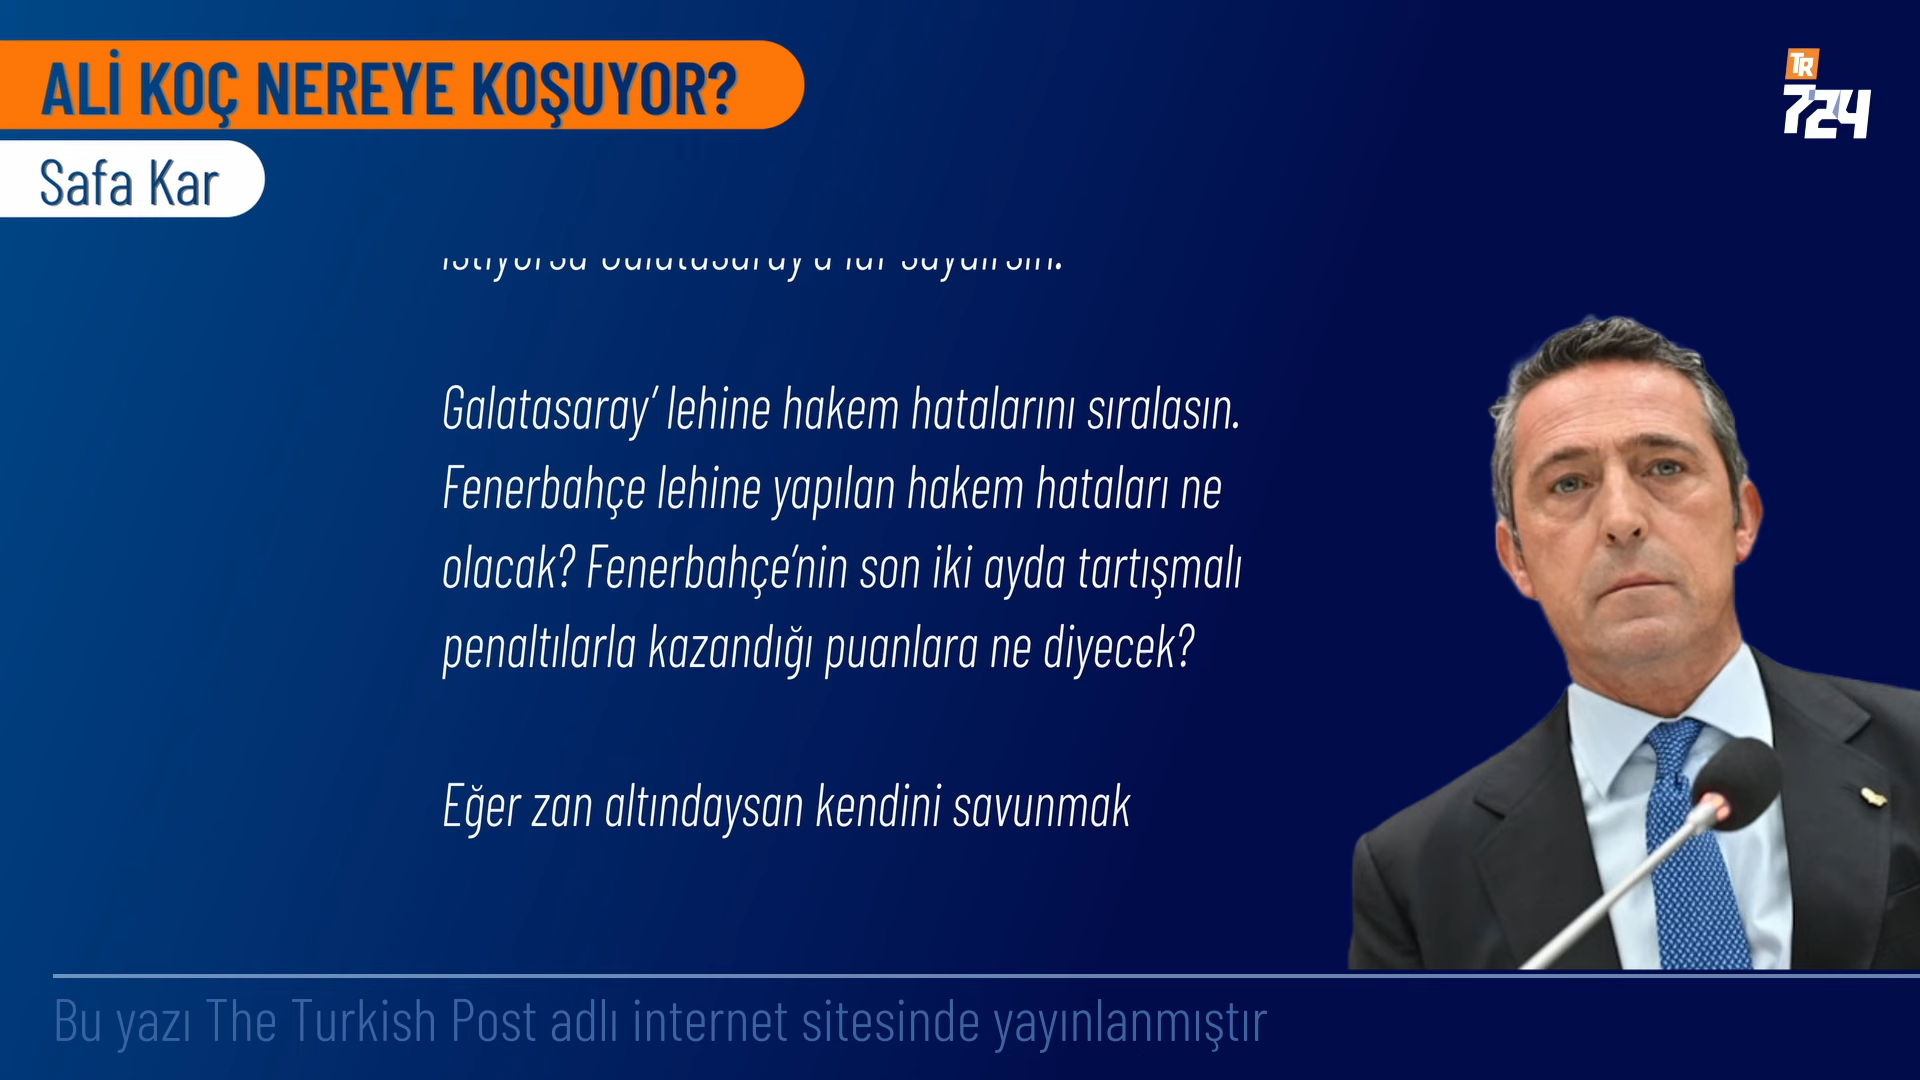 ALİ KOÇ NEREYE KOŞUYOR?
Safa Kar
TR
724
Galatasaray’ lehine hakem hatalarını sıralasın.
Fenerbahçe lehine yapılan hakem hataları ne
olacak? Fenerbahçe’nin son iki ayda tartışmalı
penaltılarla kazandığı puanlara ne diyecek?
Eğer zan altındaysan kendini savunmak
Bu yazı The Turkish Post adlı internet sitesinde yayınlanmıştır